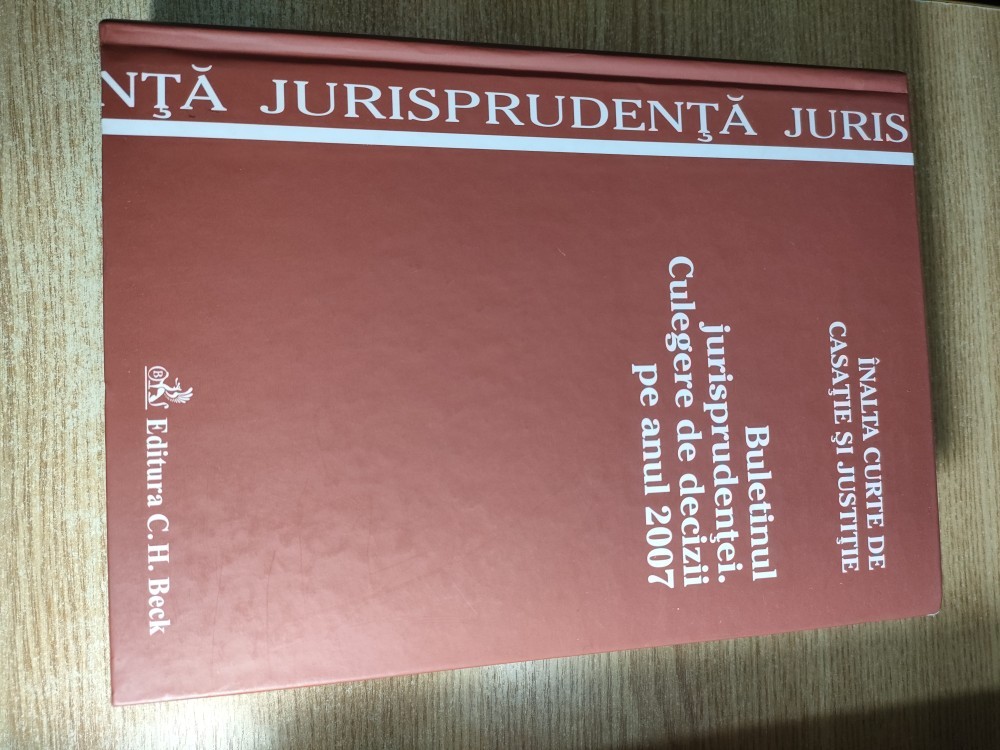 NŢĂ JURISPRUDENŢĂ JURIS
ÎNALTA CURTE DE
CASAŢIE ŞI JUSTIŢIE
Buletinul
jurisprudenţei.
Culegere de decizii
pe anul 2007
B
Editura C. H. Beck